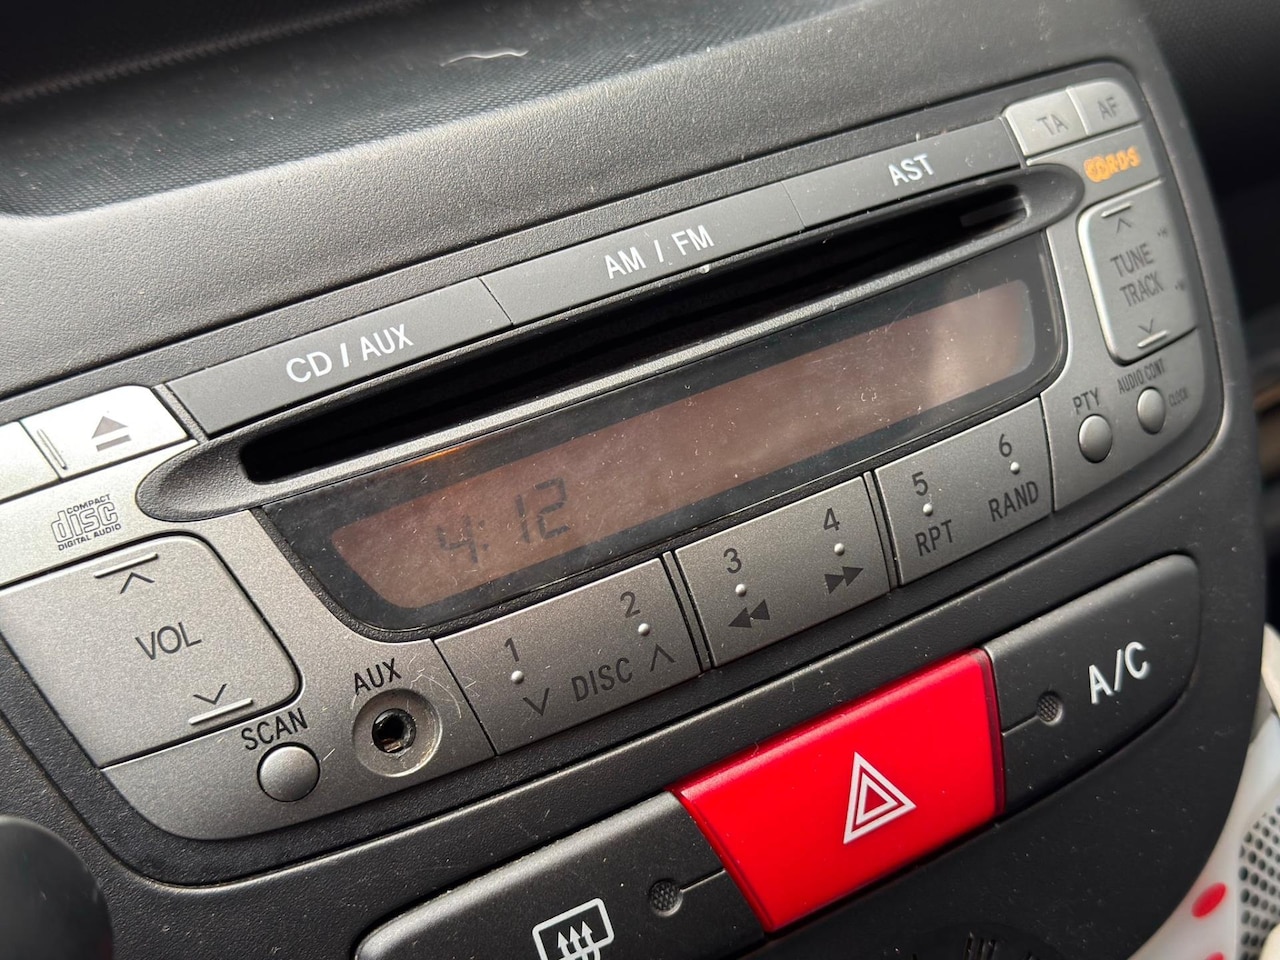 TA
AF
AST
RDS
AM / FM
CD / AUX
TUNE
TRACK
COMPACT
disc
DIGITAL AUDIO
4:12
AUDIO CONT
CLOCK
PTY
6
RAND
5
RPT
4
3
2
1
DISC
VOL
AUX
SCAN
A/C